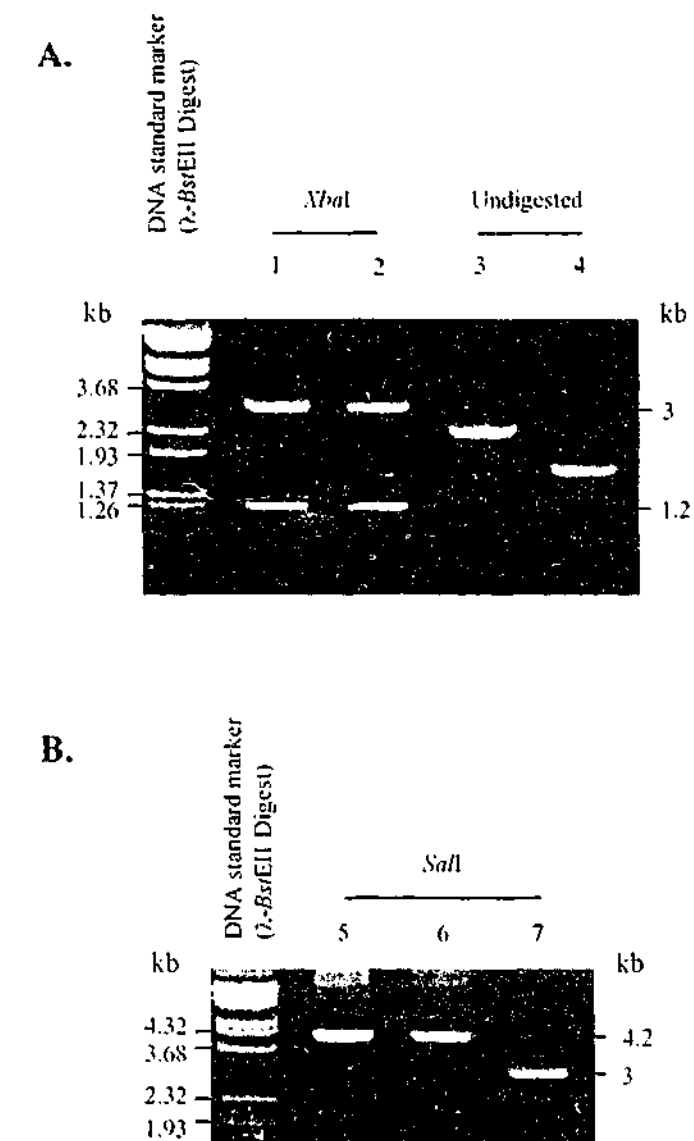 A.
DNA standard marker
(λ-BstEII Digest)
XbaI
Undigested
1 2 3 4
kb kb
3.68
3
2.32
1.93
1.37
1.26
1.2
B.
DNA standard marker
(λ-BstEII Digest)
SalI
5 6 7
kb kb
4.32
4.2
3.68
3
2.32
1.93